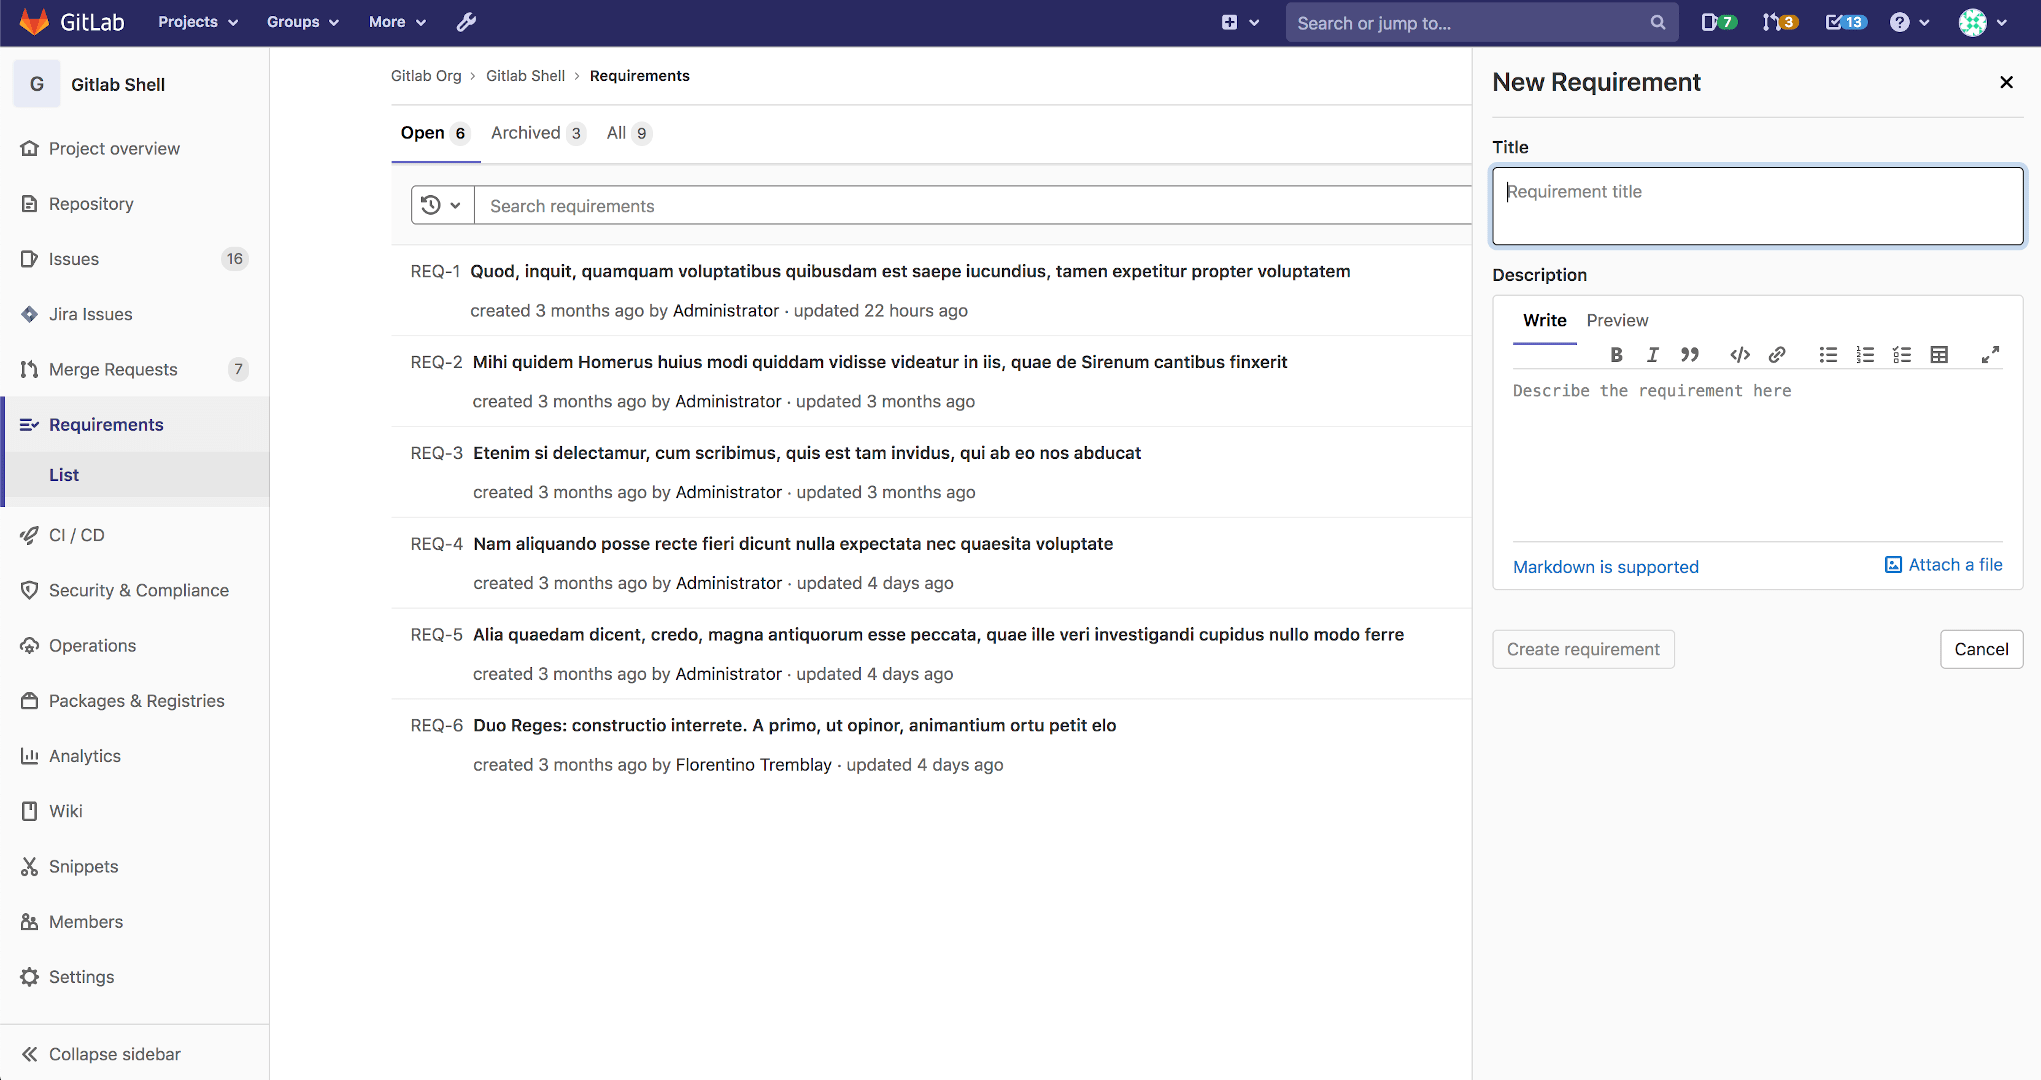 GitLab Projects Groups More Search or jump to... 7 3 13
G Gitlab Shell
Project overview
Repository
Issues 16
Jira Issues
Merge Requests 7
Requirements
List
CI / CD
Security & Compliance
Operations
Packages & Registries
Analytics
Wiki
Snippets
Members
Settings
Collapse sidebar
Gitlab Org > Gitlab Shell > Requirements
Open 6 Archived 3 All 9
Search requirements
REQ-1 Quod, inquit, quamquam voluptatibus quibusdam est saepe iucundius, tamen expetitur propter voluptatem
created 3 months ago by Administrator · updated 22 hours ago
REQ-2 Mihi quidem Homerus huius modi quiddam vidisse videatur in iis, quae de Sirenum cantibus finxerit
created 3 months ago by Administrator · updated 3 months ago
REQ-3 Etenim si delectamur, cum scribimus, quis est tam invidus, qui ab eo nos abducat
created 3 months ago by Administrator · updated 3 months ago
REQ-4 Nam aliquando posse recte fieri dicunt nulla expectata nec quaesita voluptate
created 3 months ago by Administrator · updated 4 days ago
REQ-5 Alia quaedam dicent, credo, magna antiquorum esse peccata, quae ille veri investigandi cupidus nullo modo ferre
created 3 months ago by Administrator · updated 4 days ago
REQ-6 Duo Reges: constructio interrete. A primo, ut opinor, animantium ortu petit elo
created 3 months ago by Florentino Tremblay · updated 4 days ago
New Requirement
Title
Requirement title
Description
Write Preview
B I
Describe the requirement here
Markdown is supported Attach a file
Create requirement Cancel